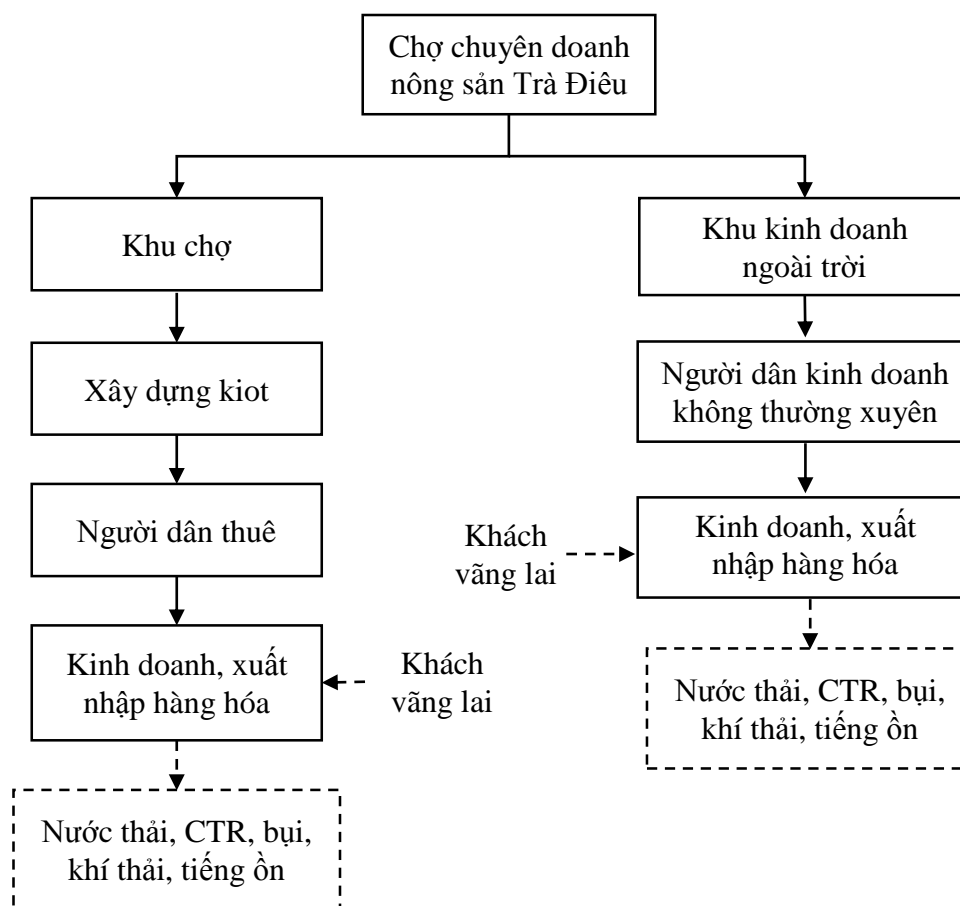 Chợ chuyên doanh
nông sản Trà Điêu
Khu chợ
Xây dựng kiot
Người dân thuê
Kinh doanh, xuất
nhập hàng hóa
Khách
vãng lai
Nước thải, CTR, bụi,
khí thải, tiếng ồn
Khu kinh doanh
ngoài trời
Người dân kinh doanh
không thường xuyên
Khách
vãng lai
Kinh doanh, xuất
nhập hàng hóa
Nước thải, CTR, bụi,
khí thải, tiếng ồn